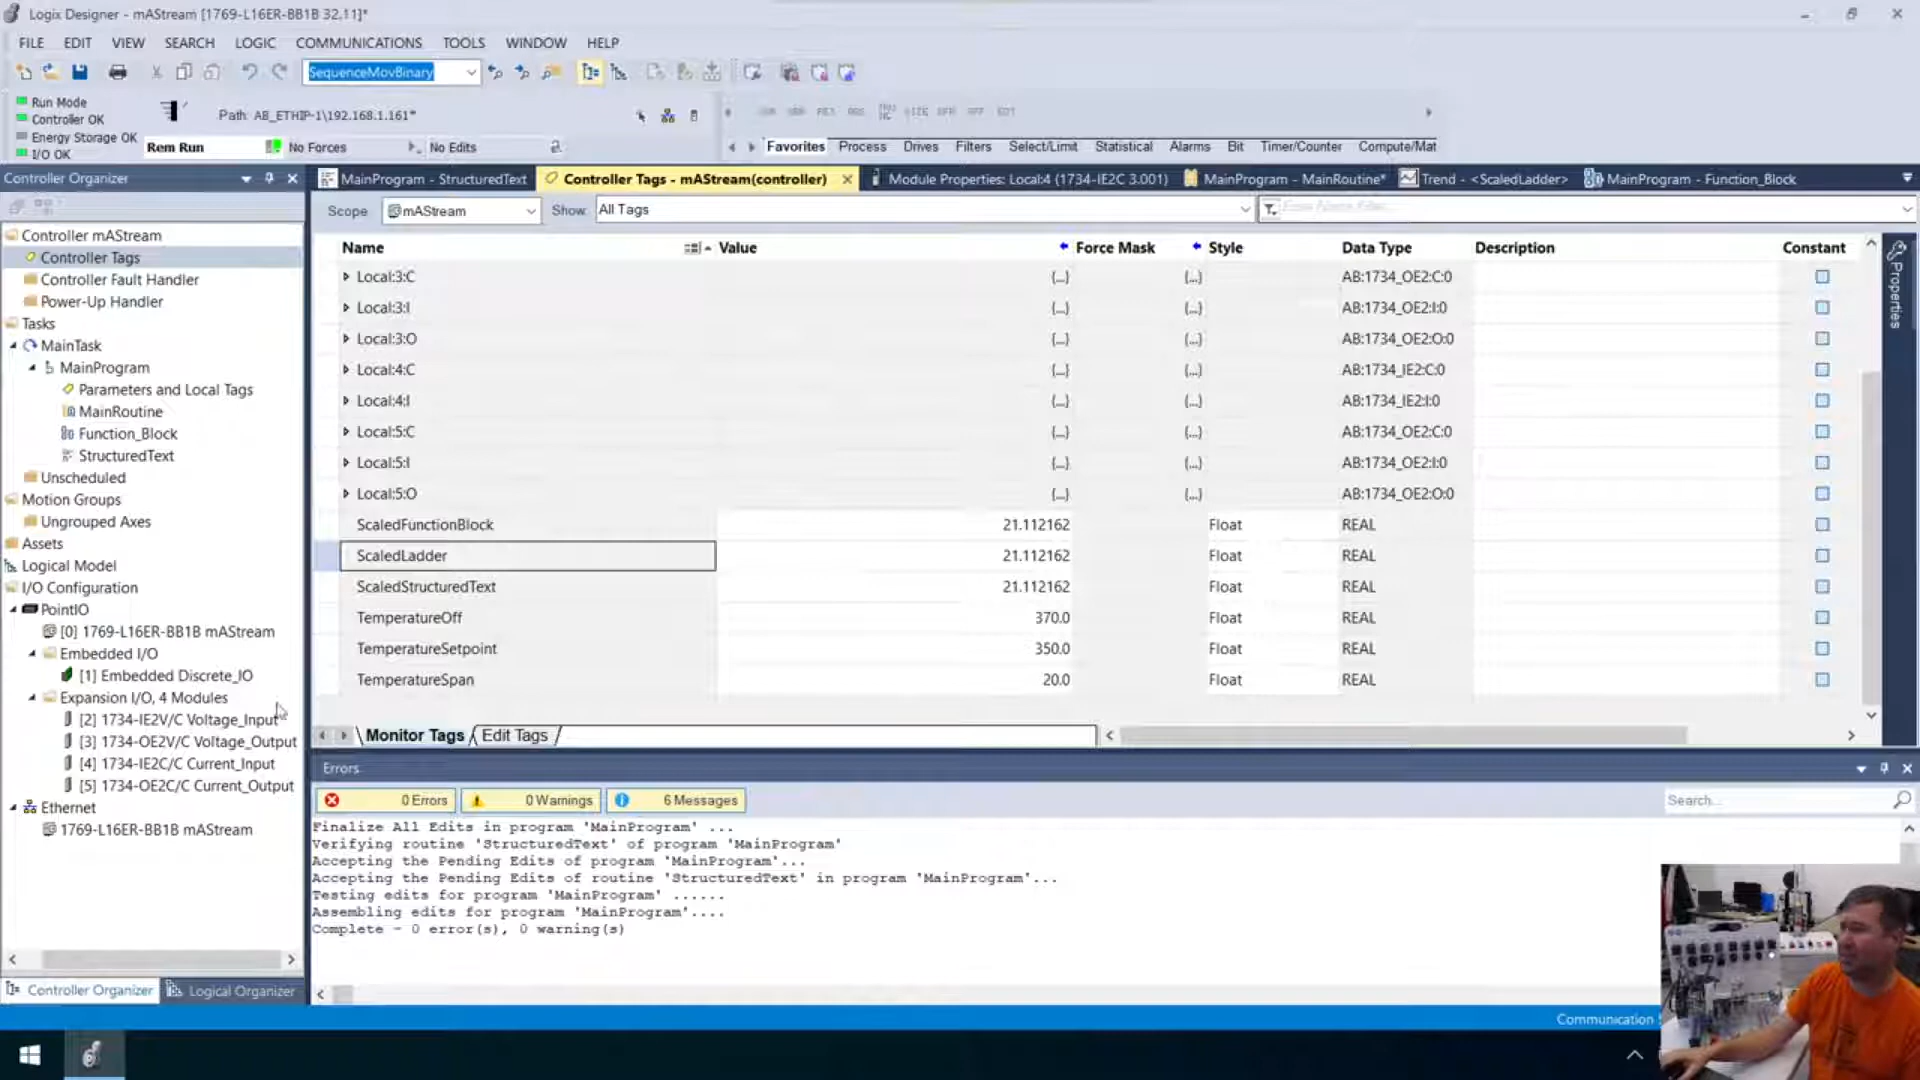 Logix Designer - mAStream [1769-L16ER-BB1B 32.11]*
FILE EDIT VIEW SEARCH LOGIC COMMUNICATIONS TOOLS WINDOW HELP
SequenceMovBinary
Run Mode
Controller OK
Energy Storage OK
I/O OK
Path: AB_ETHIP-1\192.168.1.161*
Rem Run No Forces No Edits
Favorites Process Drives Filters Select/Limit Statistical Alarms Bit Timer/Counter Compute/Mat
Controller Organizer
MainProgram - StructuredText Controller Tags - mAStream(controller) Module Properties: Local:4 (1734-IE2C 3.001) MainProgram - MainRoutine* Trend - <ScaledLadder> MainProgram - Function_Block
Scope mAStream Show: All Tags
Name Value Force Mask Style Data Type Description Constant
Local:3:C {...} {...} AB:1734_OE2:C:0
Local:3:I {...} {...} AB:1734_OE2:I:0
Local:3:O {...} {...} AB:1734_OE2:O:0
Local:4:C {...} {...} AB:1734_IE2:C:0
Local:4:I {...} {...} AB:1734_IE2:I:0
Local:5:C {...} {...} AB:1734_OE2:C:0
Local:5:I {...} {...} AB:1734_OE2:I:0
Local:5:O {...} {...} AB:1734_OE2:O:0
ScaledFunctionBlock 21.112162 Float REAL
ScaledLadder 21.112162 Float REAL
ScaledStructuredText 21.112162 Float REAL
TemperatureOff 370.0 Float REAL
TemperatureSetpoint 350.0 Float REAL
TemperatureSpan 20.0 Float REAL
Monitor Tags Edit Tags
Properties
Controller mAStream
Controller Tags
Controller Fault Handler
Power-Up Handler
Tasks
MainTask
MainProgram
Parameters and Local Tags
MainRoutine
Function_Block
StructuredText
Unscheduled
Motion Groups
Ungrouped Axes
Assets
Logical Model
I/O Configuration
PointIO
[0] 1769-L16ER-BB1B mAStream
Embedded I/O
[1] Embedded Discrete_IO
Expansion I/O, 4 Modules
[2] 1734-IE2V/C Voltage_Input
[3] 1734-OE2V/C Voltage_Output
[4] 1734-IE2C/C Current_Input
[5] 1734-OE2C/C Current_Output
Ethernet
1769-L16ER-BB1B mAStream
Controller Organizer Logical Organizer
Errors
0 Errors 0 Warnings 6 Messages
Search...
Finalize All Edits in program 'MainProgram' ...
Verifying routine 'StructuredText' of program 'MainProgram'
Accepting the Pending Edits of program 'MainProgram'...
Accepting the Pending Edits of routine 'StructuredText' in program 'MainProgram'...
Testing edits for program 'MainProgram' ......
Assembling edits for program 'MainProgram'....
Complete - 0 error(s), 0 warning(s)
Communication